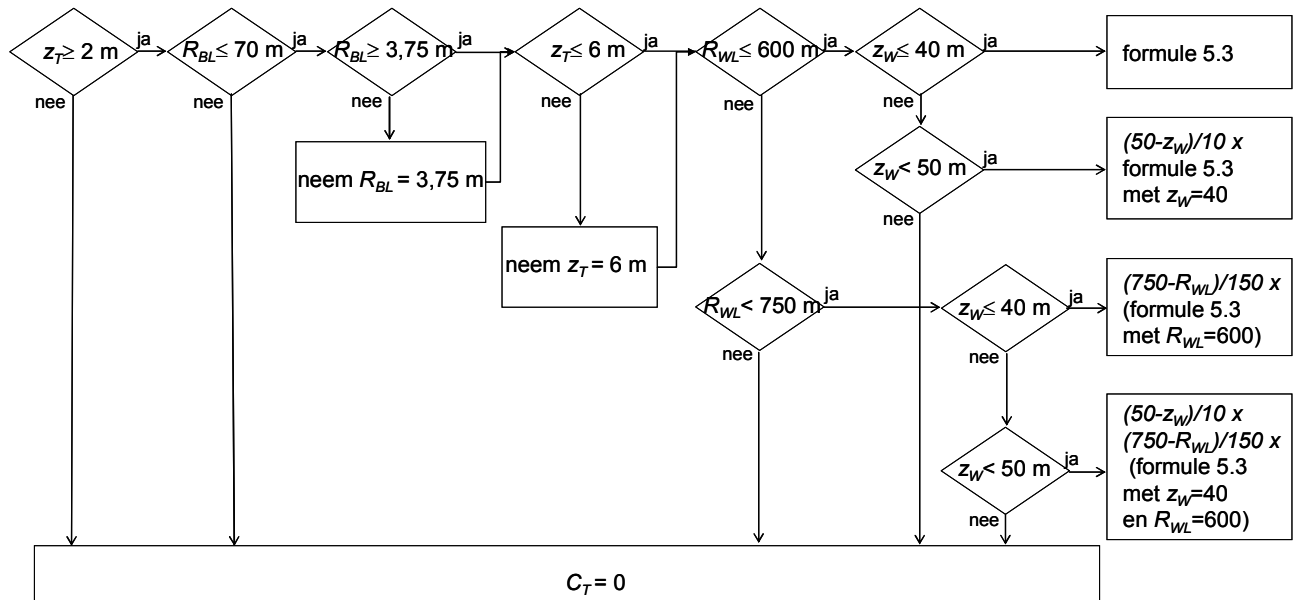 z_T ≥ 2 m
ja
nee
R_BL ≤ 70 m
ja
nee
R_BL ≥ 3,75 m
ja
nee
neem R_BL = 3,75 m
z_T ≤ 6 m
ja
nee
neem z_T = 6 m
R_WL ≤ 600 m
ja
nee
z_W ≤ 40 m
ja
nee
formule 5.3
z_W < 50 m
ja
nee
(50-z_W)/10 x
formule 5.3
met z_W=40
R_WL < 750 m
ja
nee
z_W ≤ 40 m
ja
nee
(750-R_WL)/150 x
(formule 5.3
met R_WL=600)
z_W < 50 m
ja
nee
(50-z_W)/10 x
(750-R_WL)/150 x
(formule 5.3
met z_W=40
en R_WL=600)
C_T = 0